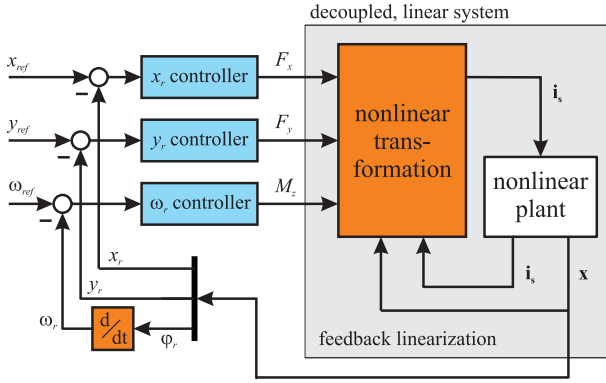 decoupled, linear system
x_ref
x_r controller
F_x
y_ref
y_r controller
F_y
ω_ref
ω_r controller
M_z
nonlinear
trans-
formation
i_s
nonlinear
plant
i_s
x
x_r
y_r
ω_r
d/dt
φ_r
feedback linearization